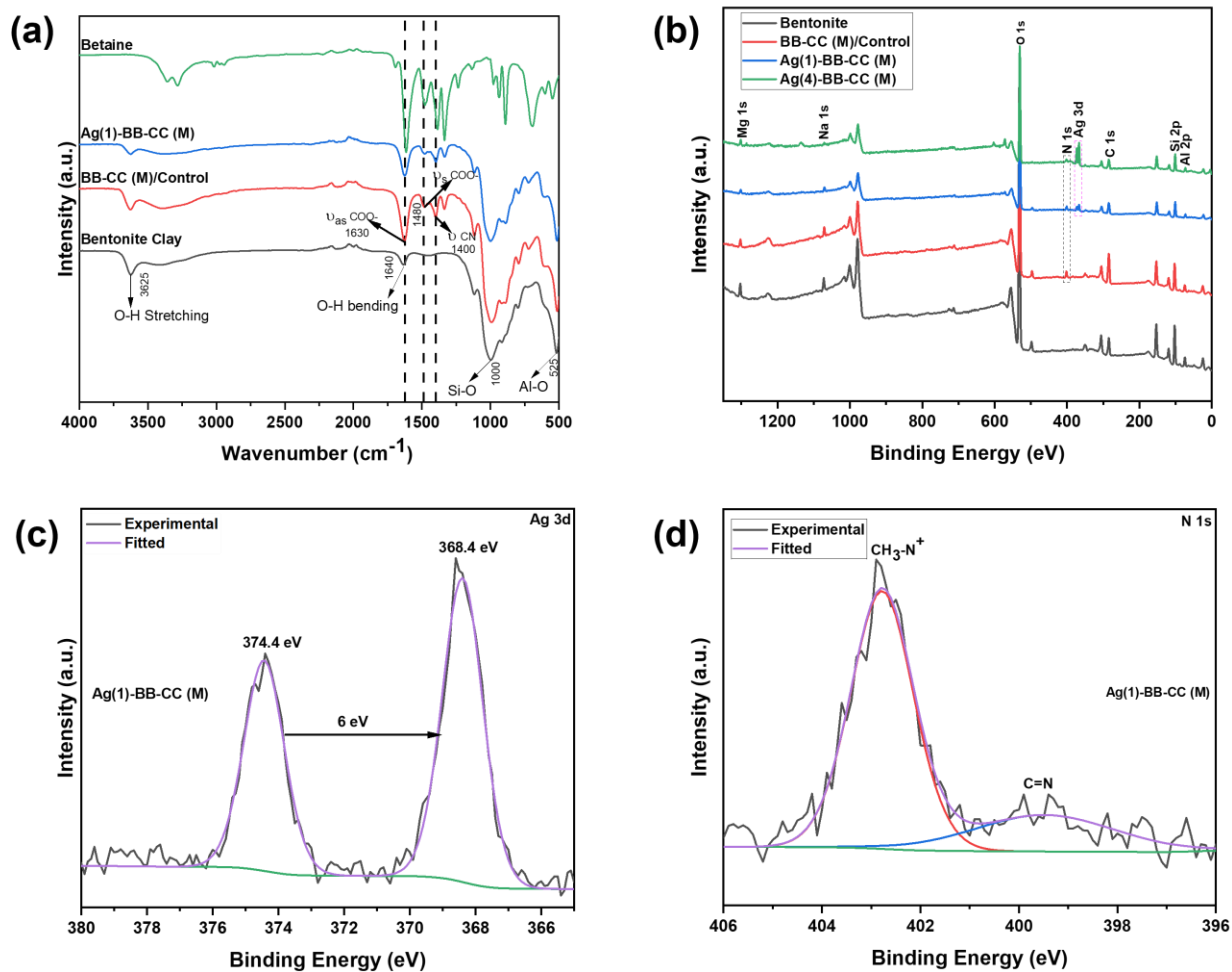 (a)
Betaine
Ag(1)-BB-CC (M)
υs COO-
BB-CC (M)/Control
1480
υas COO-
1630
υ CN
1400
Bentonite Clay
3625
1640
O-H Stretching
O-H bending
Si-O
1000
Al-O
525
4000 3500 3000 2500 2000 1500 1000 500
Wavenumber (cm-1)
Intensity (a.u.)
(b)
Bentonite
BB-CC (M)/Control
Ag(1)-BB-CC (M)
Ag(4)-BB-CC (M)
Mg 1s
Na 1s
O 1s
N 1s
Ag 3d
C 1s
Si 2p
Al 2p
1200 1000 800 600 400 200 0
Binding Energy (eV)
Intensity (a.u.)
(c)
Experimental
Fitted
Ag 3d
368.4 eV
374.4 eV
Ag(1)-BB-CC (M)
6 eV
380 378 376 374 372 370 368 366
Binding Energy (eV)
Intensity (a.u.)
(d)
Experimental
Fitted
N 1s
CH3-N+
Ag(1)-BB-CC (M)
C=N
406 404 402 400 398 396
Binding Energy (eV)
Intensity (a.u.)